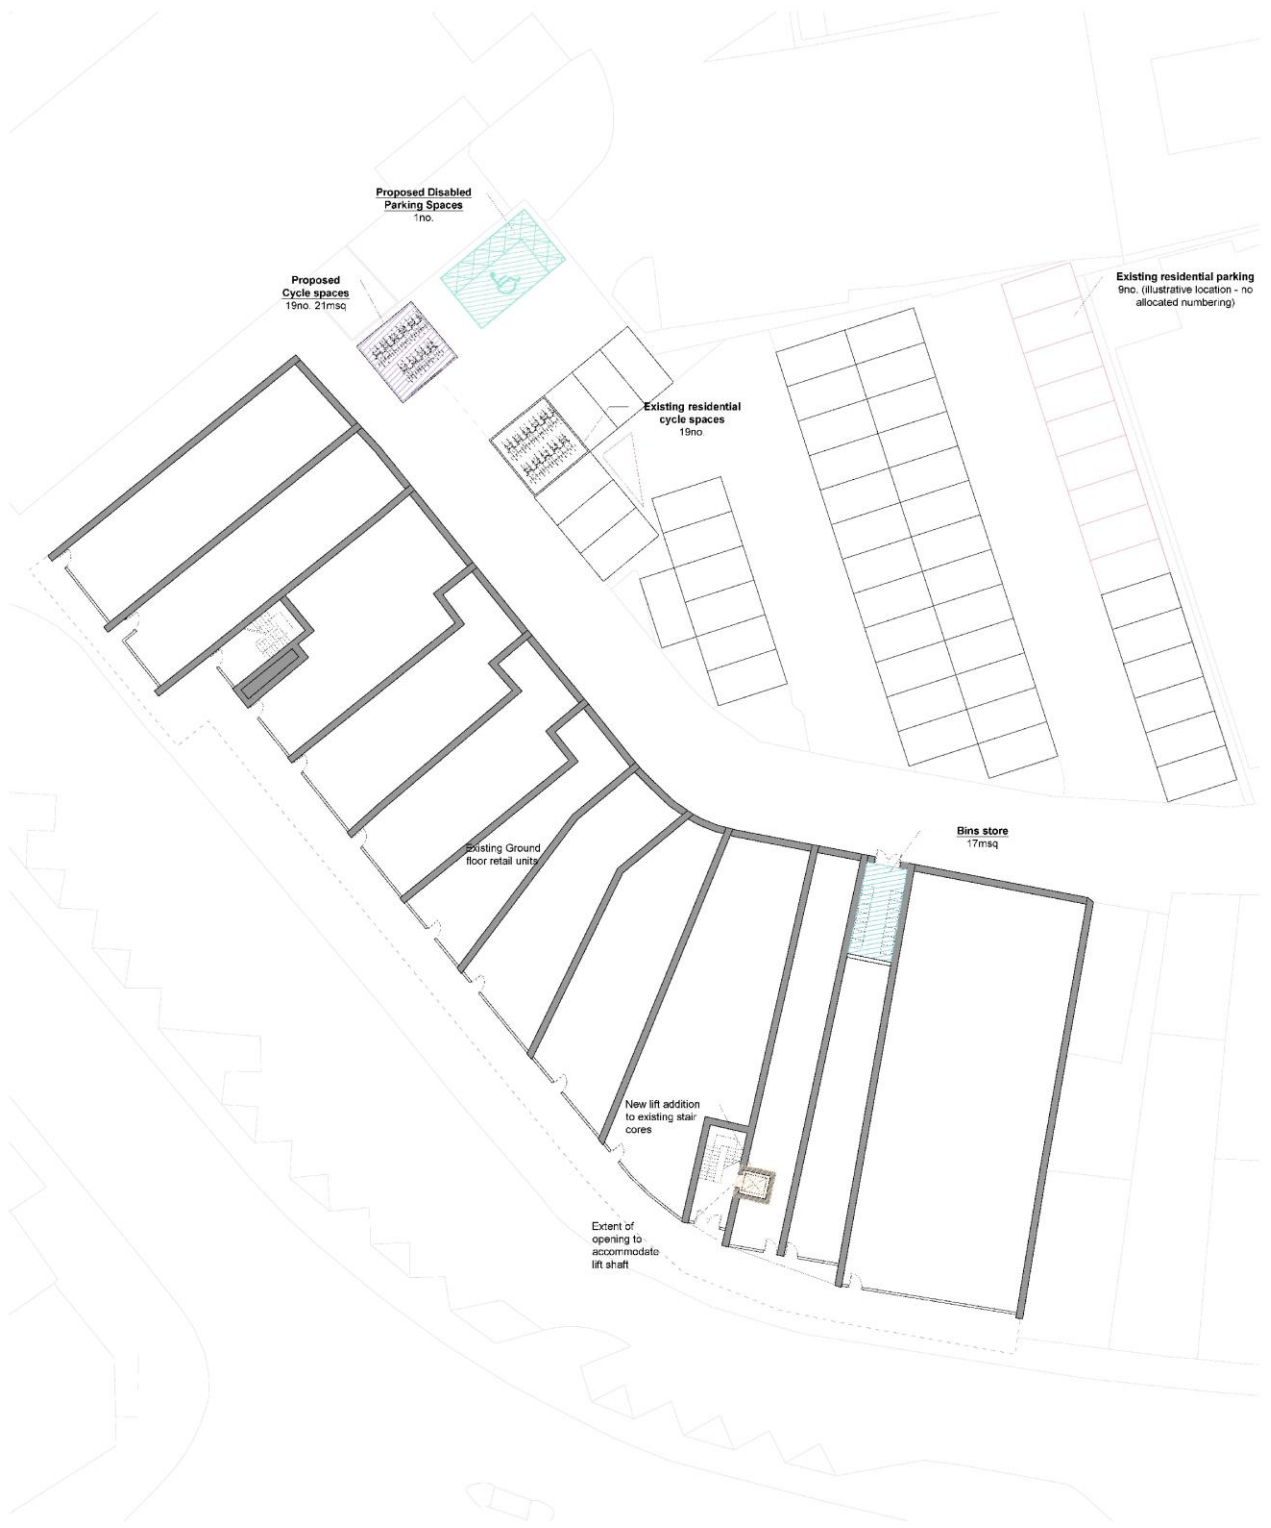 Proposed Disabled
Parking Spaces
1no.
Proposed
Cycle spaces
19no. 21msq
Existing residential parking
9no. (illustrative location - no
allocated numbering)
Existing residential
cycle spaces
19no.
Existing Ground
floor retail units
Bins store
17msq
New lift addition
to existing stair
cores
Extent of
opening to
accommodate
lift shaft